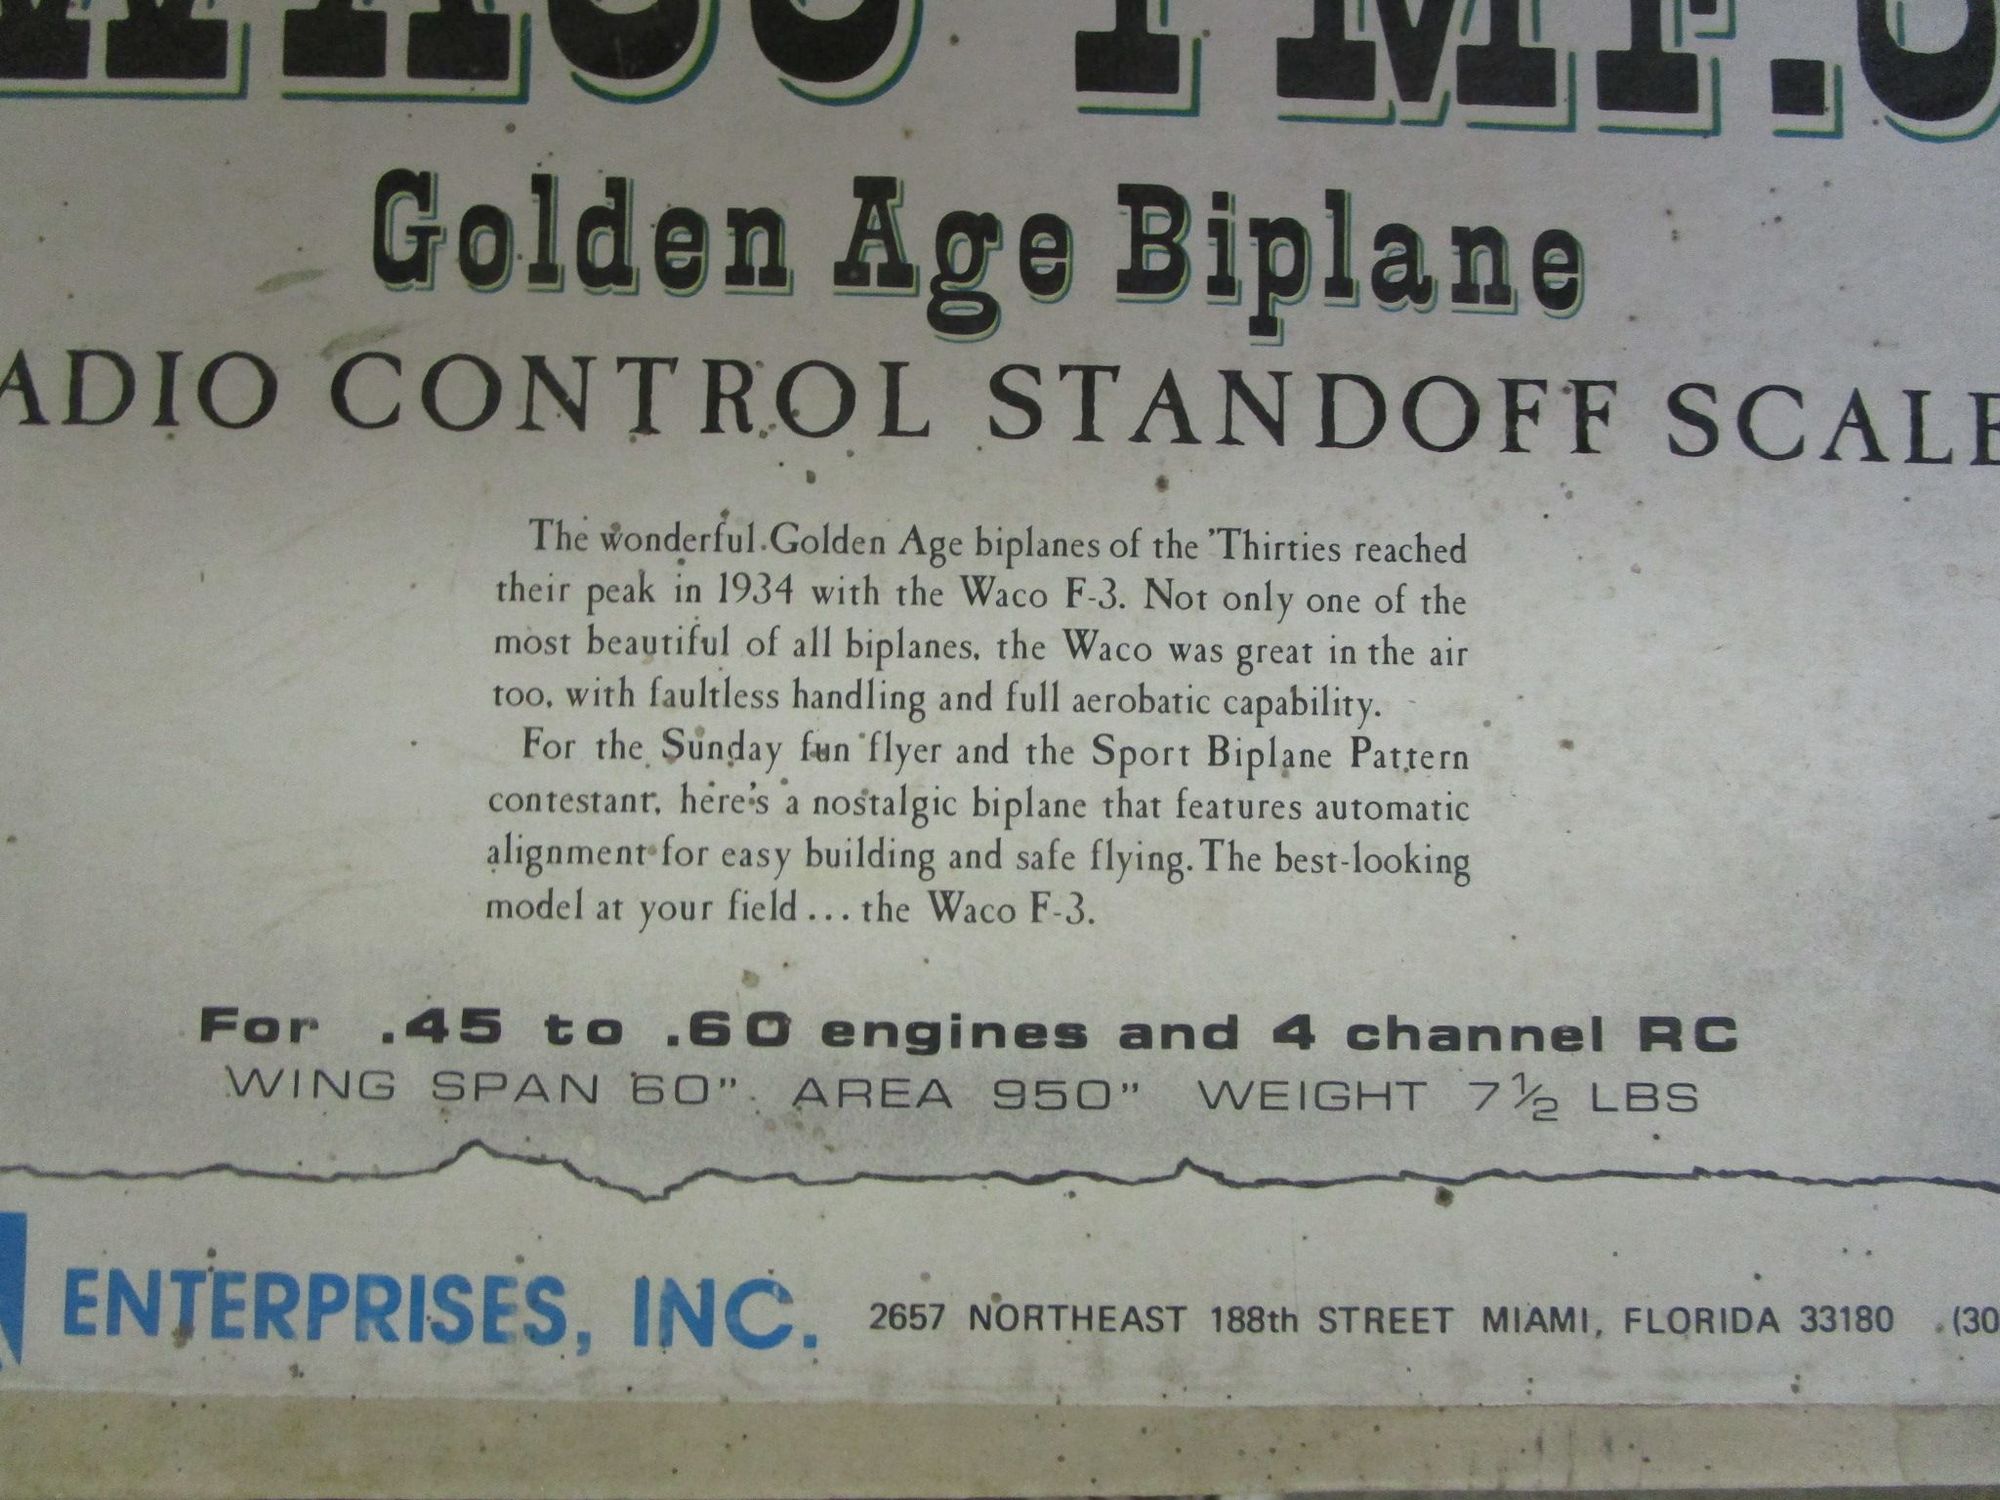 Golden Age Biplane
ADIO CONTROL STANDOFF SCALE
The wonderful Golden Age biplanes of the 'Thirties reached
their peak in 1934 with the Waco F-3. Not only one of the
most beautiful of all biplanes, the Waco was great in the air
too, with faultless handling and full aerobatic capability.
For the Sunday fun flyer and the Sport Biplane Pattern
contestant, here's a nostalgic biplane that features automatic
alignment for easy building and safe flying. The best-looking
model at your field ... the Waco F-3.
For .45 to .60 engines and 4 channel RC
WING SPAN 60" AREA 950" WEIGHT 7 1/2 LBS
ENTERPRISES, INC. 2657 NORTHEAST 188th STREET MIAMI, FLORIDA 33180 (30